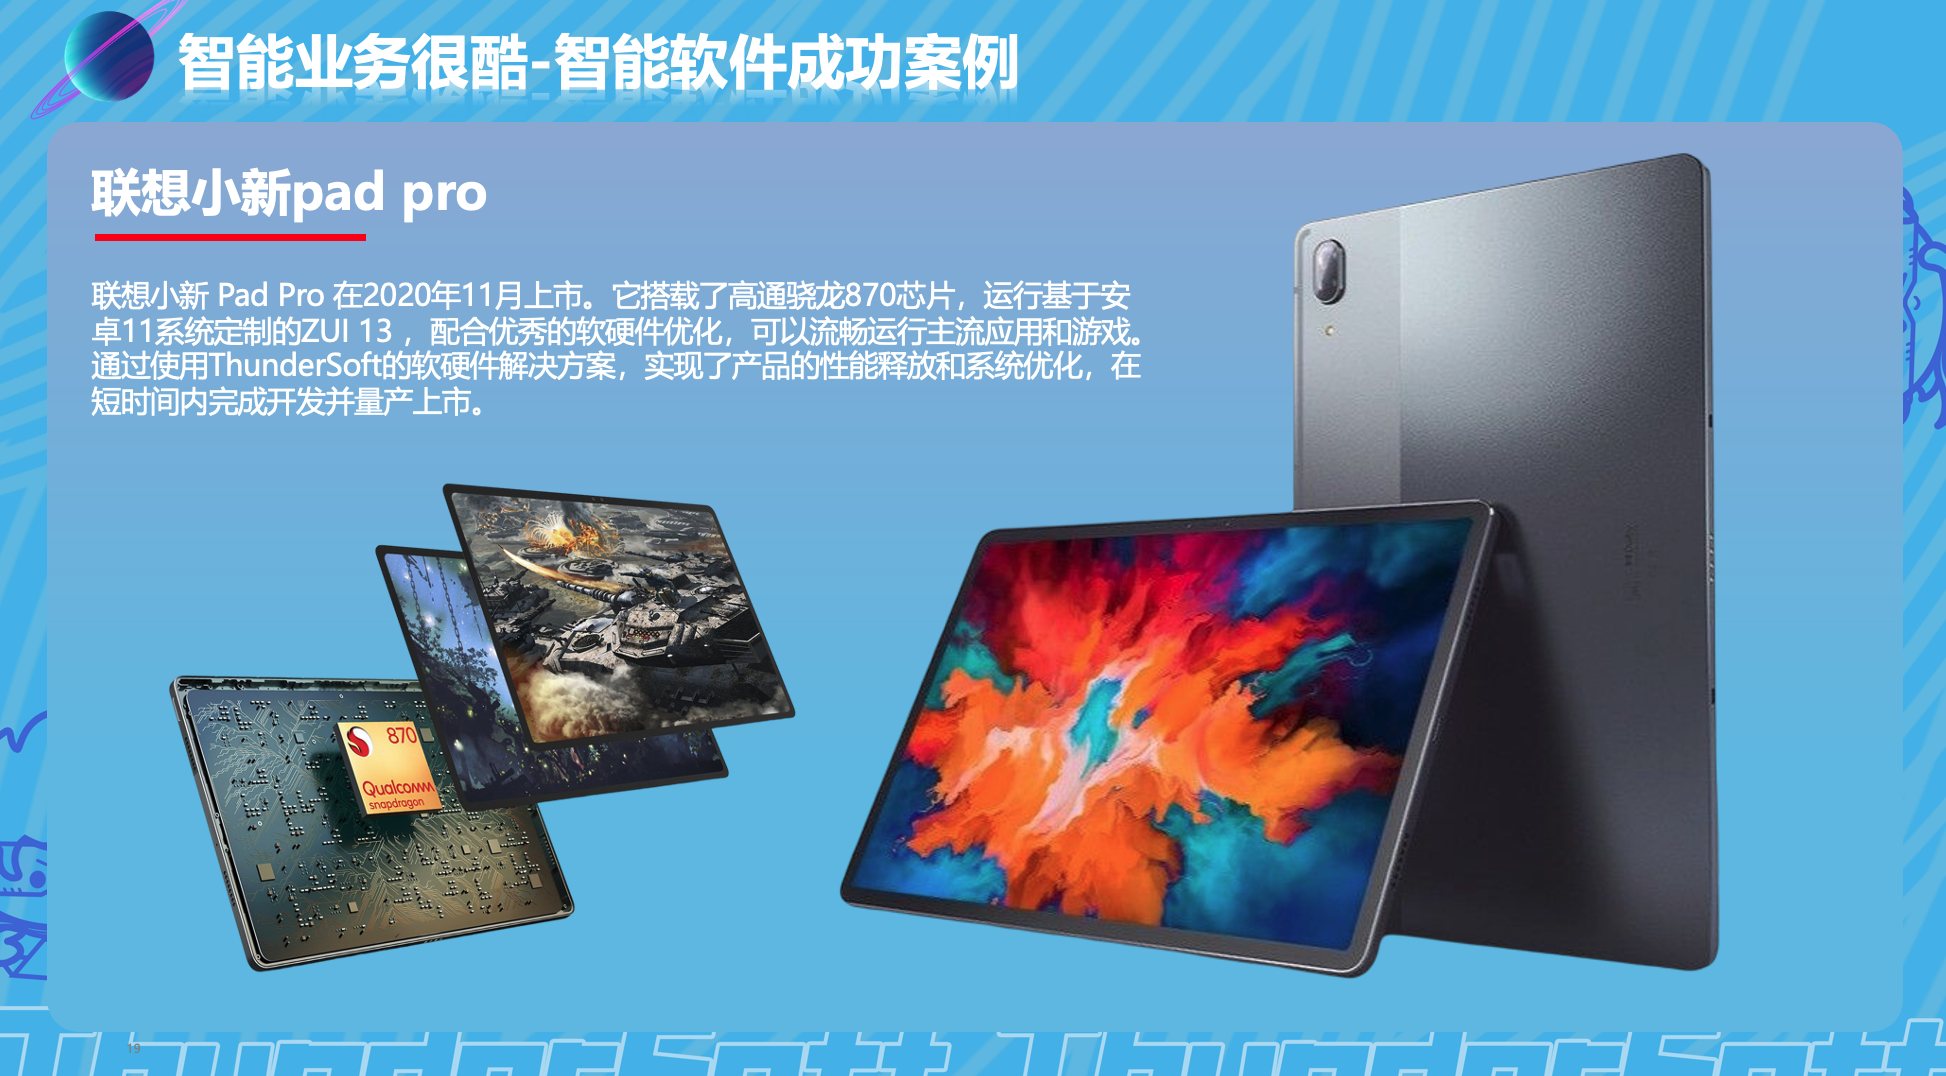 智能业务很酷-智能软件成功案例
联想小新pad pro
联想小新 Pad Pro 在2020年11月上市。它搭载了高通骁龙870芯片，运行基于安
卓11系统定制的ZUI 13 ，配合优秀的软硬件优化，可以流畅运行主流应用和游戏。
通过使用ThunderSoft的软硬件解决方案，实现了产品的性能释放和系统优化，在
短时间内完成开发并量产上市。
870
Qualcomm
snapdragon
19
ThunderSoft ThunderSoft